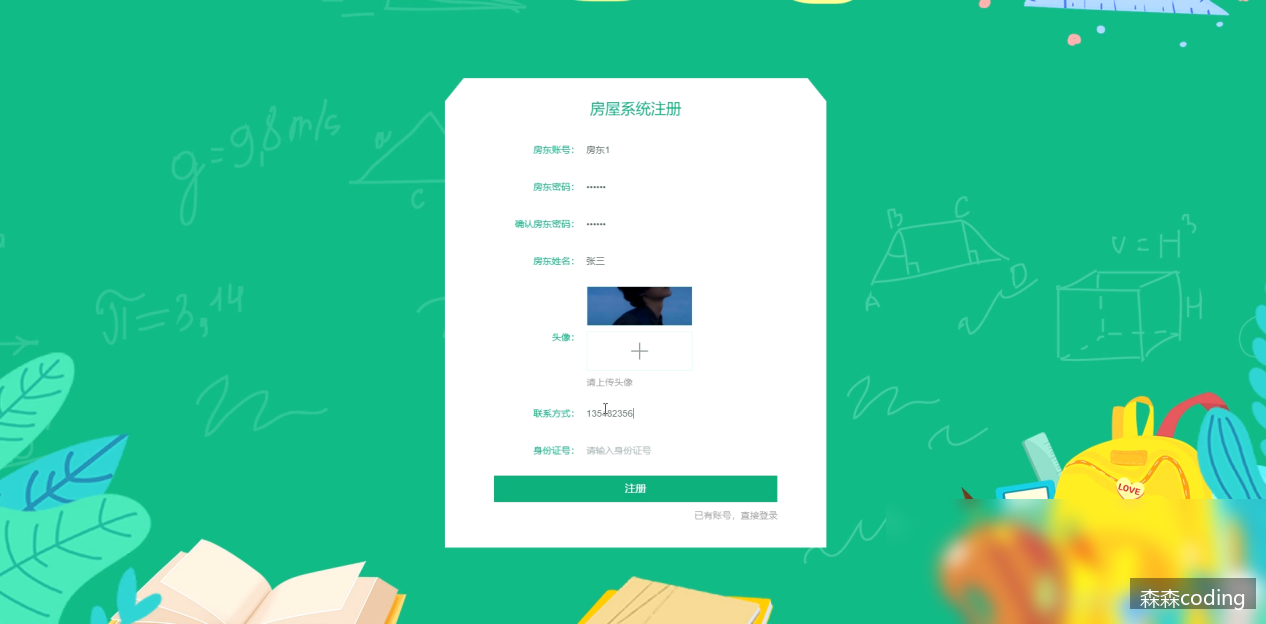 房屋系统注册
房东账号： 房东1
房东密码： ••••••
确认房东密码： ••••••
房东姓名： 张三
头像：
请上传头像
联系方式： 135482356
身份证号： 请输入身份证号
注册
已有账号，直接登录
g=9,8m/s
a
c
π=3,14
B
C
A
D
h
h
V=H³
H
LOVE
森森coding